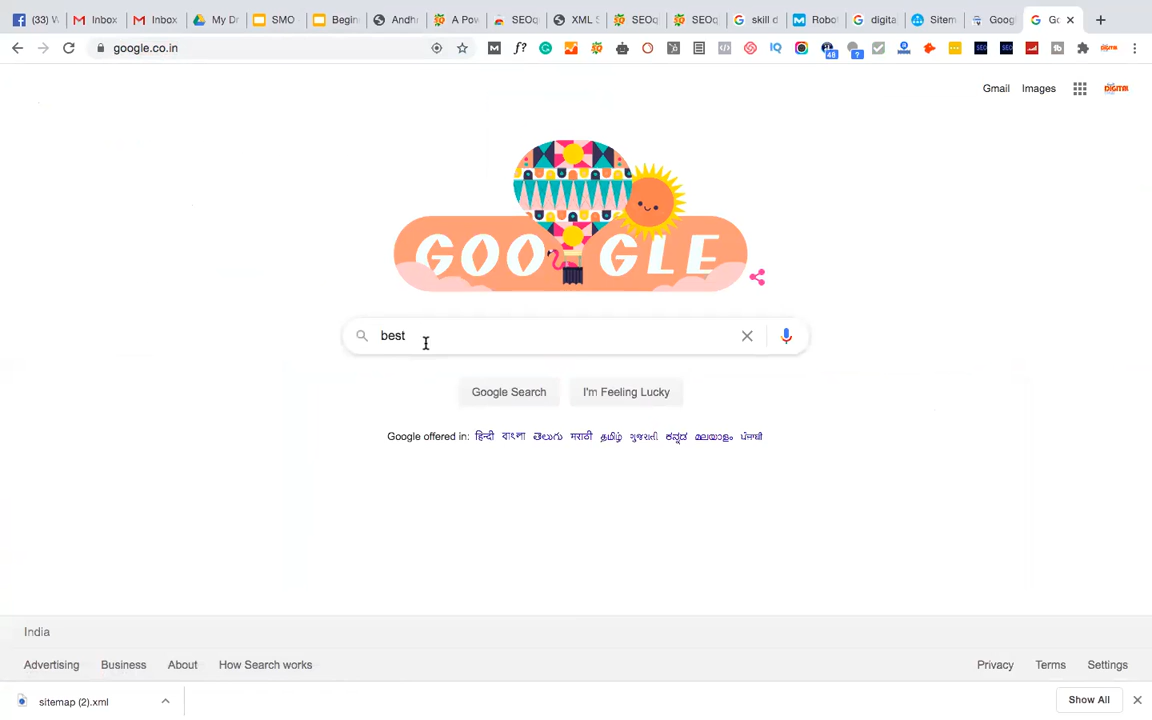 (33) W Inbox Inbox My Dr SMO Begin Andh A Pow SEOq XML S SEOq SEOq skill d Robo digita Sitem Googl Go
google.co.in
Gmail Images DIGITAL
GOOGLE
best
Google Search I'm Feeling Lucky
Google offered in: हिन्दी বাংলা తెలుగు मराठी தமிழ் ગુજરાતી ಕನ್ನಡ മലയാളം ਪੰਜਾਬੀ
India
Advertising Business About How Search works Privacy Terms Settings
sitemap (2).xml Show All